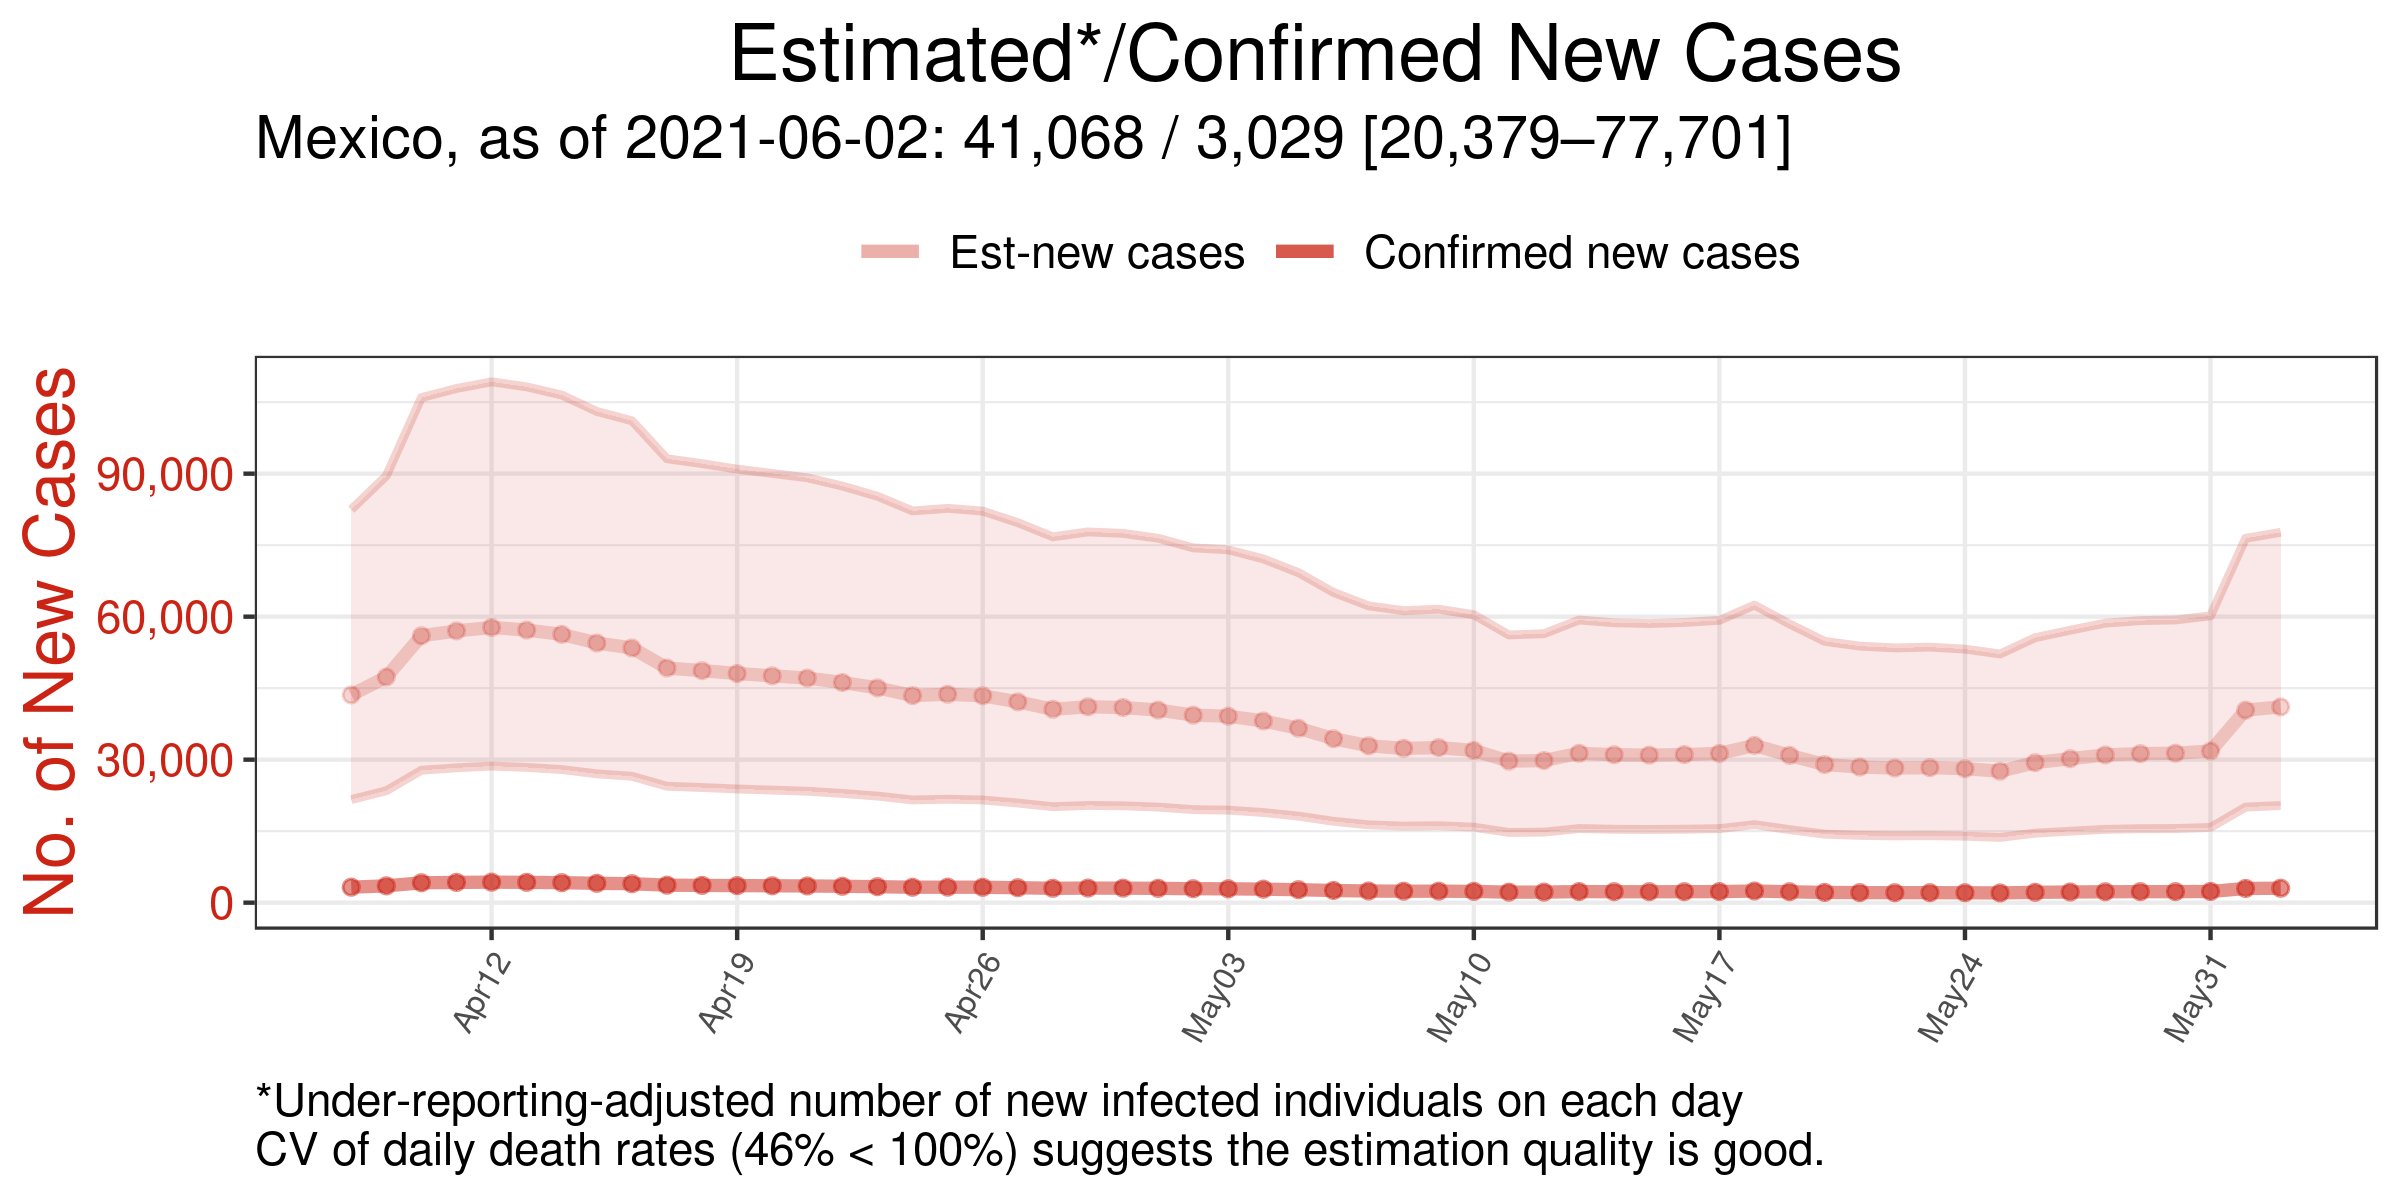 Estimated*/Confirmed New Cases
Mexico, as of 2021-06-02: 41,068 / 3,029 [20,379–77,701]
Est-new cases Confirmed new cases
No. of New Cases
90,000
60,000
30,000
0
Apr12 Apr19 Apr26 May03 May10 May17 May24 May31
*Under-reporting-adjusted number of new infected individuals on each day
CV of daily death rates (46% < 100%) suggests the estimation quality is good.